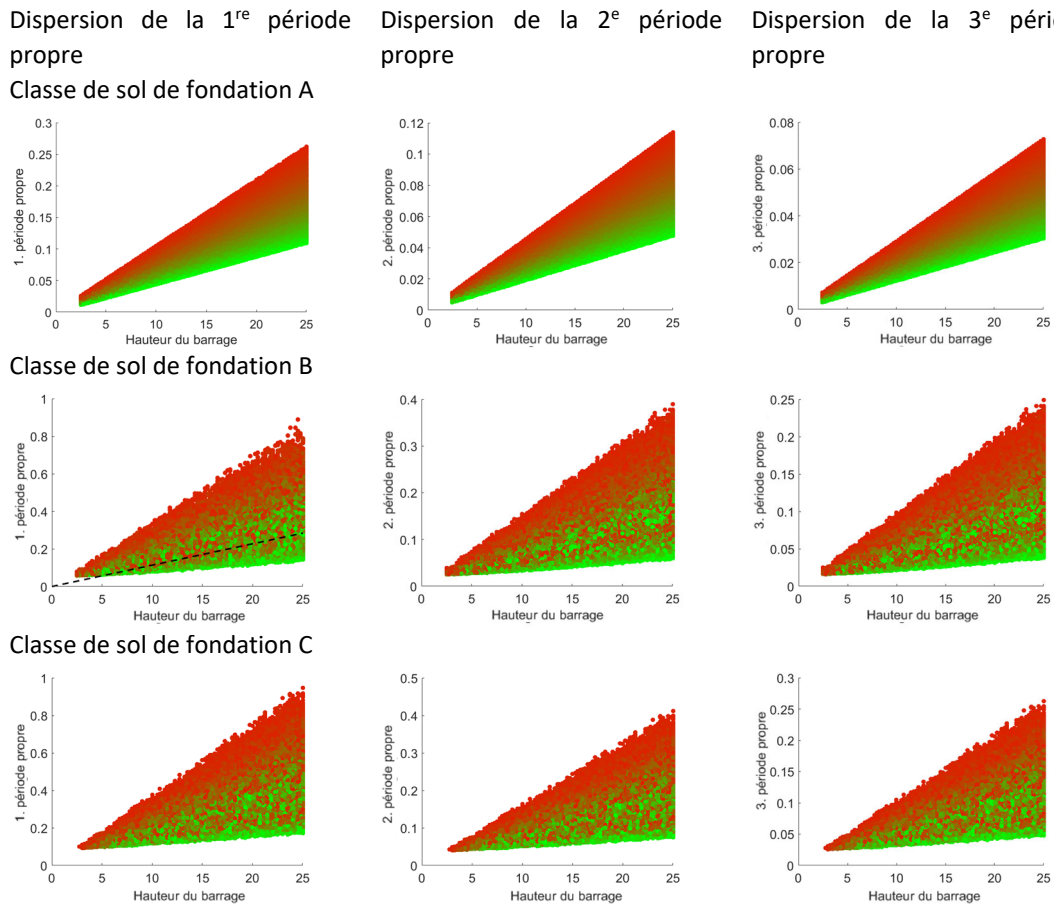 Dispersion de la 1re période propre
Dispersion de la 2e période propre
Dispersion de la 3e péri
propre
Classe de sol de fondation A
0.3
0.25
0.2
0.15
0.1
0.05
0
1. période propre
0 5 10 15 20 25
Hauteur du barrage
0.12
0.1
0.08
0.06
0.04
0.02
0
2. période propre
0 5 10 15 20 25
Hauteur du barrage
0.08
0.06
0.04
0.02
0
3. période propre
0 5 10 15 20 25
Hauteur du barrage
Classe de sol de fondation B
1
0.8
0.6
0.4
0.2
0
1. période propre
0 5 10 15 20 25
Hauteur du barrage
0.4
0.3
0.2
0.1
0
2. période propre
0 5 10 15 20 25
Hauteur du barrage
0.25
0.2
0.15
0.1
0.05
0
3. période propre
0 5 10 15 20 25
Hauteur du barrage
Classe de sol de fondation C
1
0.8
0.6
0.4
0.2
0
1. période propre
0 5 10 15 20 25
Hauteur du barrage
0.5
0.4
0.3
0.2
0.1
0
2. période propre
0 5 10 15 20 25
Hauteur du barrage
0.3
0.25
0.2
0.15
0.1
0.05
0
3. période propre
0 5 10 15 20 25
Hauteur du barrage